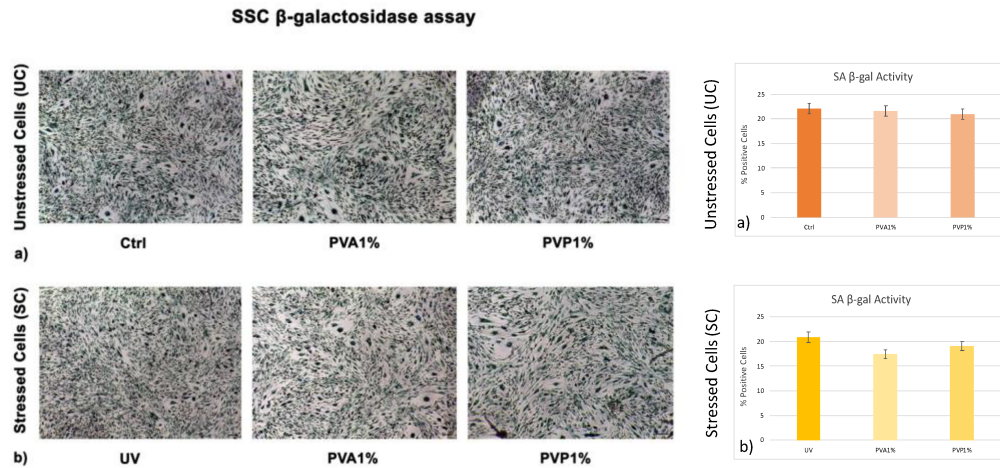 SSC β-galactosidase assay
Unstressed Cells (UC)
Ctrl
PVA1%
PVP1%
a)
Stressed Cells (SC)
UV
PVA1%
PVP1%
b)
Unstressed Cells (UC)
a)
SA β-gal Activity
% Positive Cells
25
20
15
10
5
0
Ctrl
PVA1%
PVP1%
Stressed Cells (SC)
b)
SA β-gal Activity
% Positive Cells
25
20
15
10
5
0
UV
PVA1%
PVP1%